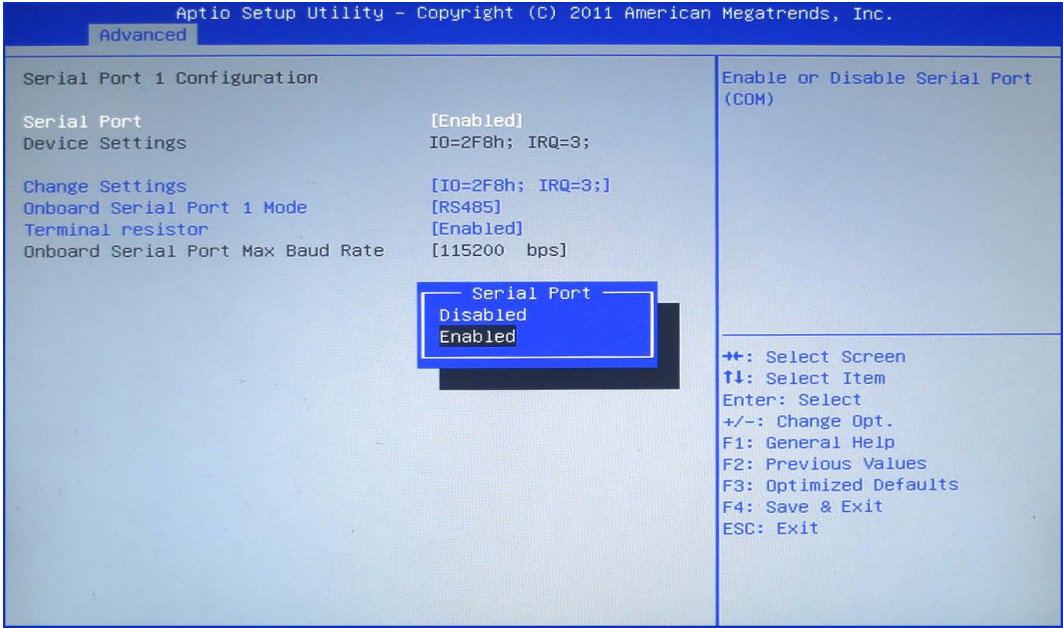 Aptio Setup Utility – Copyright (C) 2011 American Megatrends, Inc.
Advanced
Serial Port 1 Configuration
Serial Port [Enabled]
Device Settings IO=2F8h; IRQ=3;
Change Settings [IO=2F8h; IRQ=3;]
Onboard Serial Port 1 Mode [RS485]
Terminal resistor [Enabled]
Onboard Serial Port Max Baud Rate [115200 bps]
Serial Port
Disabled
Enabled
Enable or Disable Serial Port
(COM)
→←: Select Screen
↑↓: Select Item
Enter: Select
+/-: Change Opt.
F1: General Help
F2: Previous Values
F3: Optimized Defaults
F4: Save & Exit
ESC: Exit